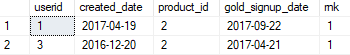 userid created_date product_id gold_signup_date rnk
1 1 2017-04-19 2 2017-09-22 1
2 3 2016-12-20 2 2017-04-21 1